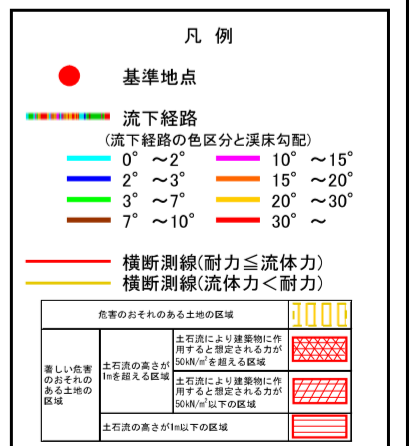 凡 例
基準地点
流下経路
(流下経路の色区分と渓床勾配)
0° ～2° 10° ～15°
2° ～3° 15° ～20°
3° ～7° 20° ～30°
7° ～10° 30° ～
横断測線(耐力≦流体力)
横断測線(流体力＜耐力)
危害のおそれのある土地の区域
著しい危害
のおそれの
ある土地の
区域
土石流の高さが
1mを超える区域
土石流により建築物に作
用すると想定される力が
50kN/㎡を超える区域
土石流により建築物に作
用すると想定される力が
50kN/㎡以下の区域
土石流の高さが1m以下の区域